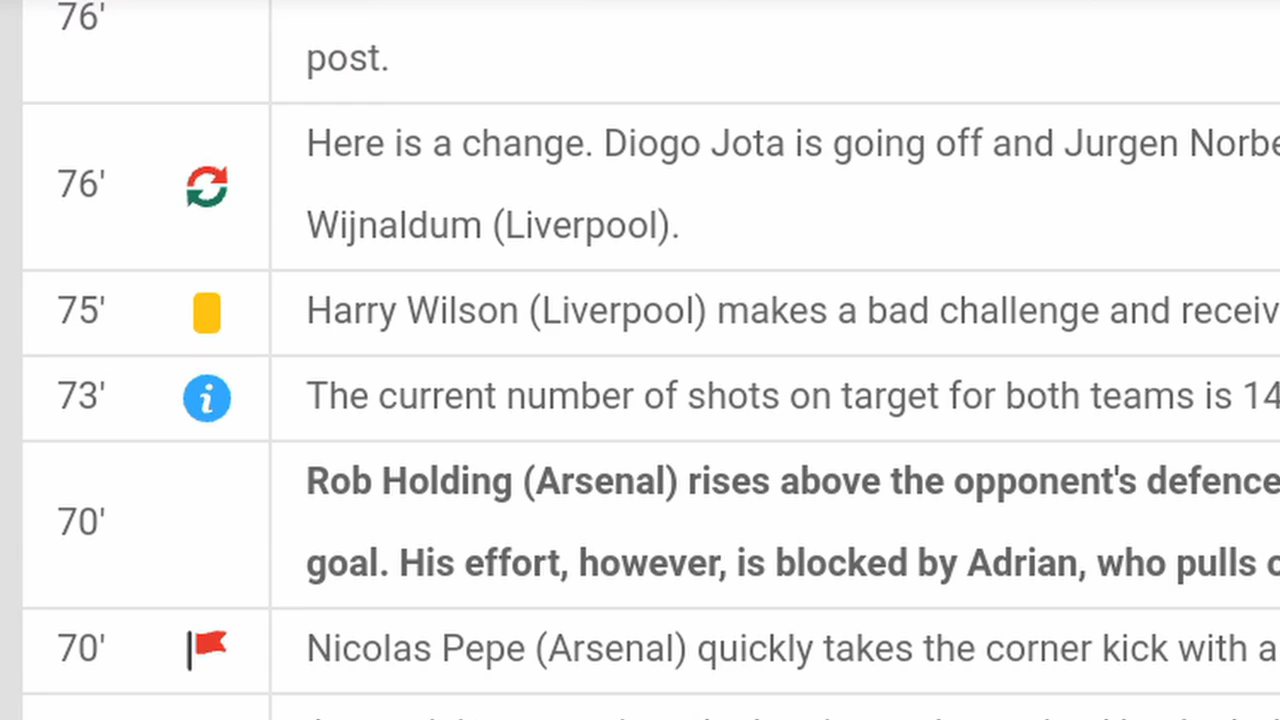 76'
post.
Here is a change. Diogo Jota is going off and Jurgen
76'
Wijnaldum (Liverpool).
75' Harry Wilson (Liverpool) makes a bad challenge and
73' The current number of shots on target for both teams is 14
Rob Holding (Arsenal) rises above the opponent's defence
70'
goal. His effort, however, is blocked by Adrian, who pulls
70' Nicolas Pepe (Arsenal) quickly takes the corner kick with a